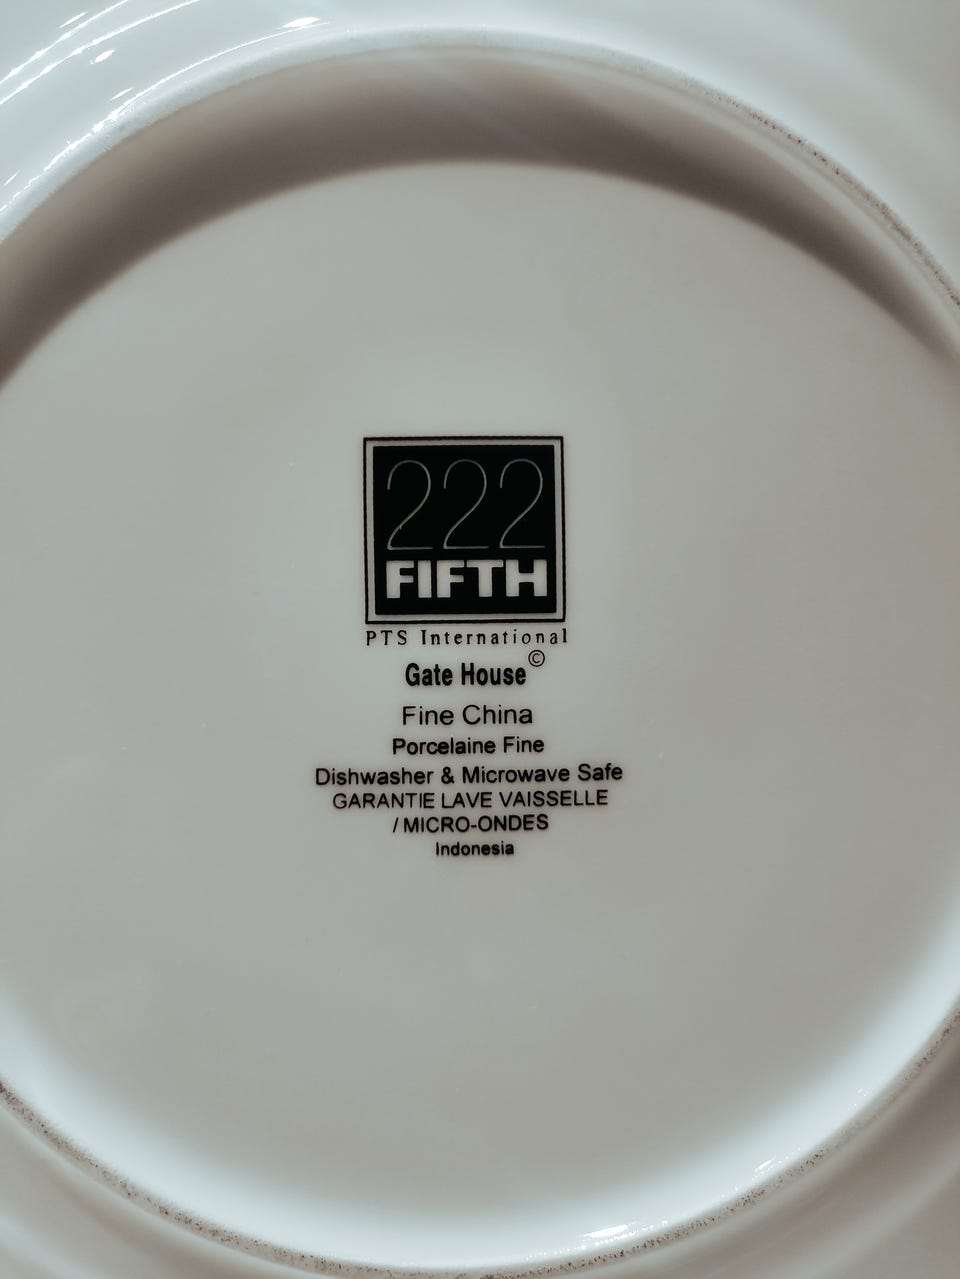 222
FIFTH
PTS International
Gate House©
Fine China
Porcelaine Fine
Dishwasher & Microwave Safe
GARANTIE LAVE VAISSELLE
/ MICRO-ONDES
Indonesia